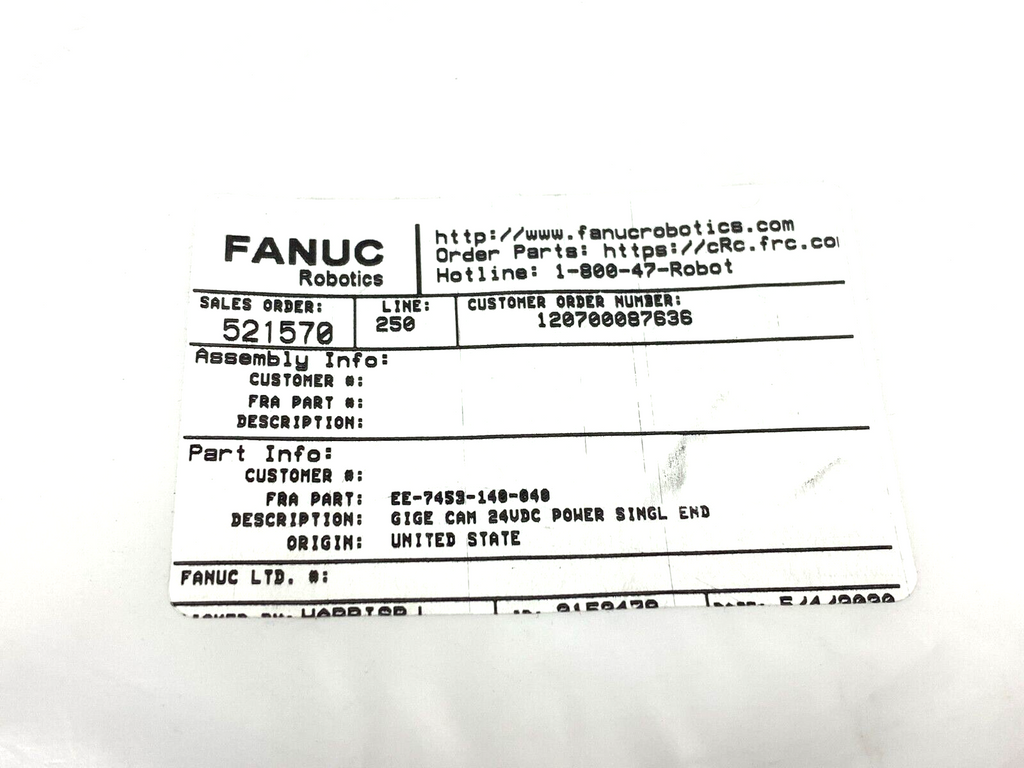 FANUC
Robotics
http://www.fanucrobotics.com
Order Parts: https://cRc.frc.co
Hotline: 1-800-47-Robot
SALES ORDER:
521570
LINE:
250
CUSTOMER ORDER NUMBER:
120700087636
Assembly Info:
CUSTOMER #:
FRA PART #:
DESCRIPTION:
Part Info:
CUSTOMER #:
FRA PART: EE-7453-140-040
DESCRIPTION: GIGE CAM 24VDC POWER SINGL END
ORIGIN: UNITED STATE
FANUC LTD. #: